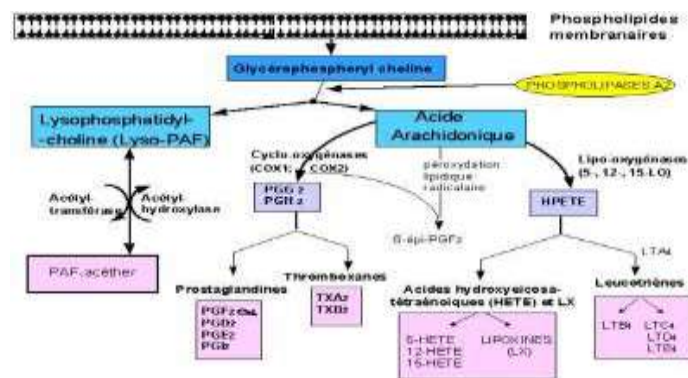 Phospholipides
membranaires
Glycérophosphoryl choline
PHOSPHOLIPASES A2
Lysophosphatidyl-
-choline (Lyso-PAF)
Acide
Arachidonique
Cyclo-oxygénases
(COX1; COX2)
péroxydation
lipidique
radicalaire
Lipo-oxygénases
(5-, 12-, 15-LO)
PGG2
PGH2
HPETE
Acétyl-
transférase
Acétyl-
hydroxylase
8-épi-PGF2
LTA4
PAF-acéther
Prostaglandines
Thromboxanes
Acides hydroxyeicosa-
tétraénoïques (HETE) et LX
Leucotriènes
PGF2
PGD2
PGE2
PGI2
TXA2
TXB2
5-HETE
12-HETE
15-HETE
LIPOXINES
(LX)
LTB4
LTC4
LTD4
LTE4